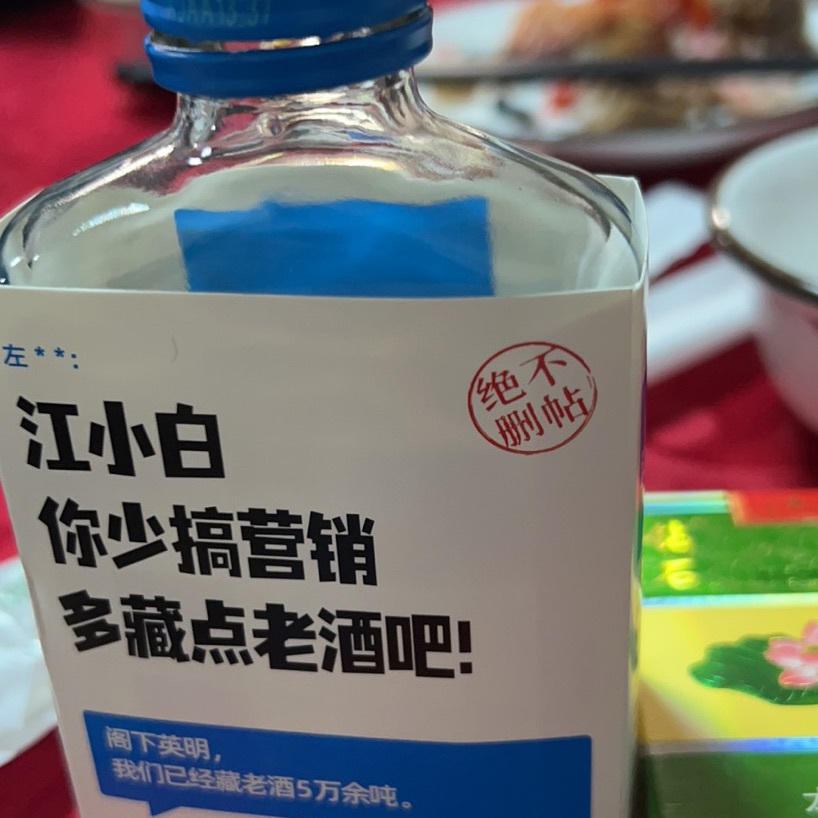 左**:
绝不
删帖
江小白
你少搞营销
多藏点老酒吧!
阁下英明,
我们已经藏老酒5万余吨。